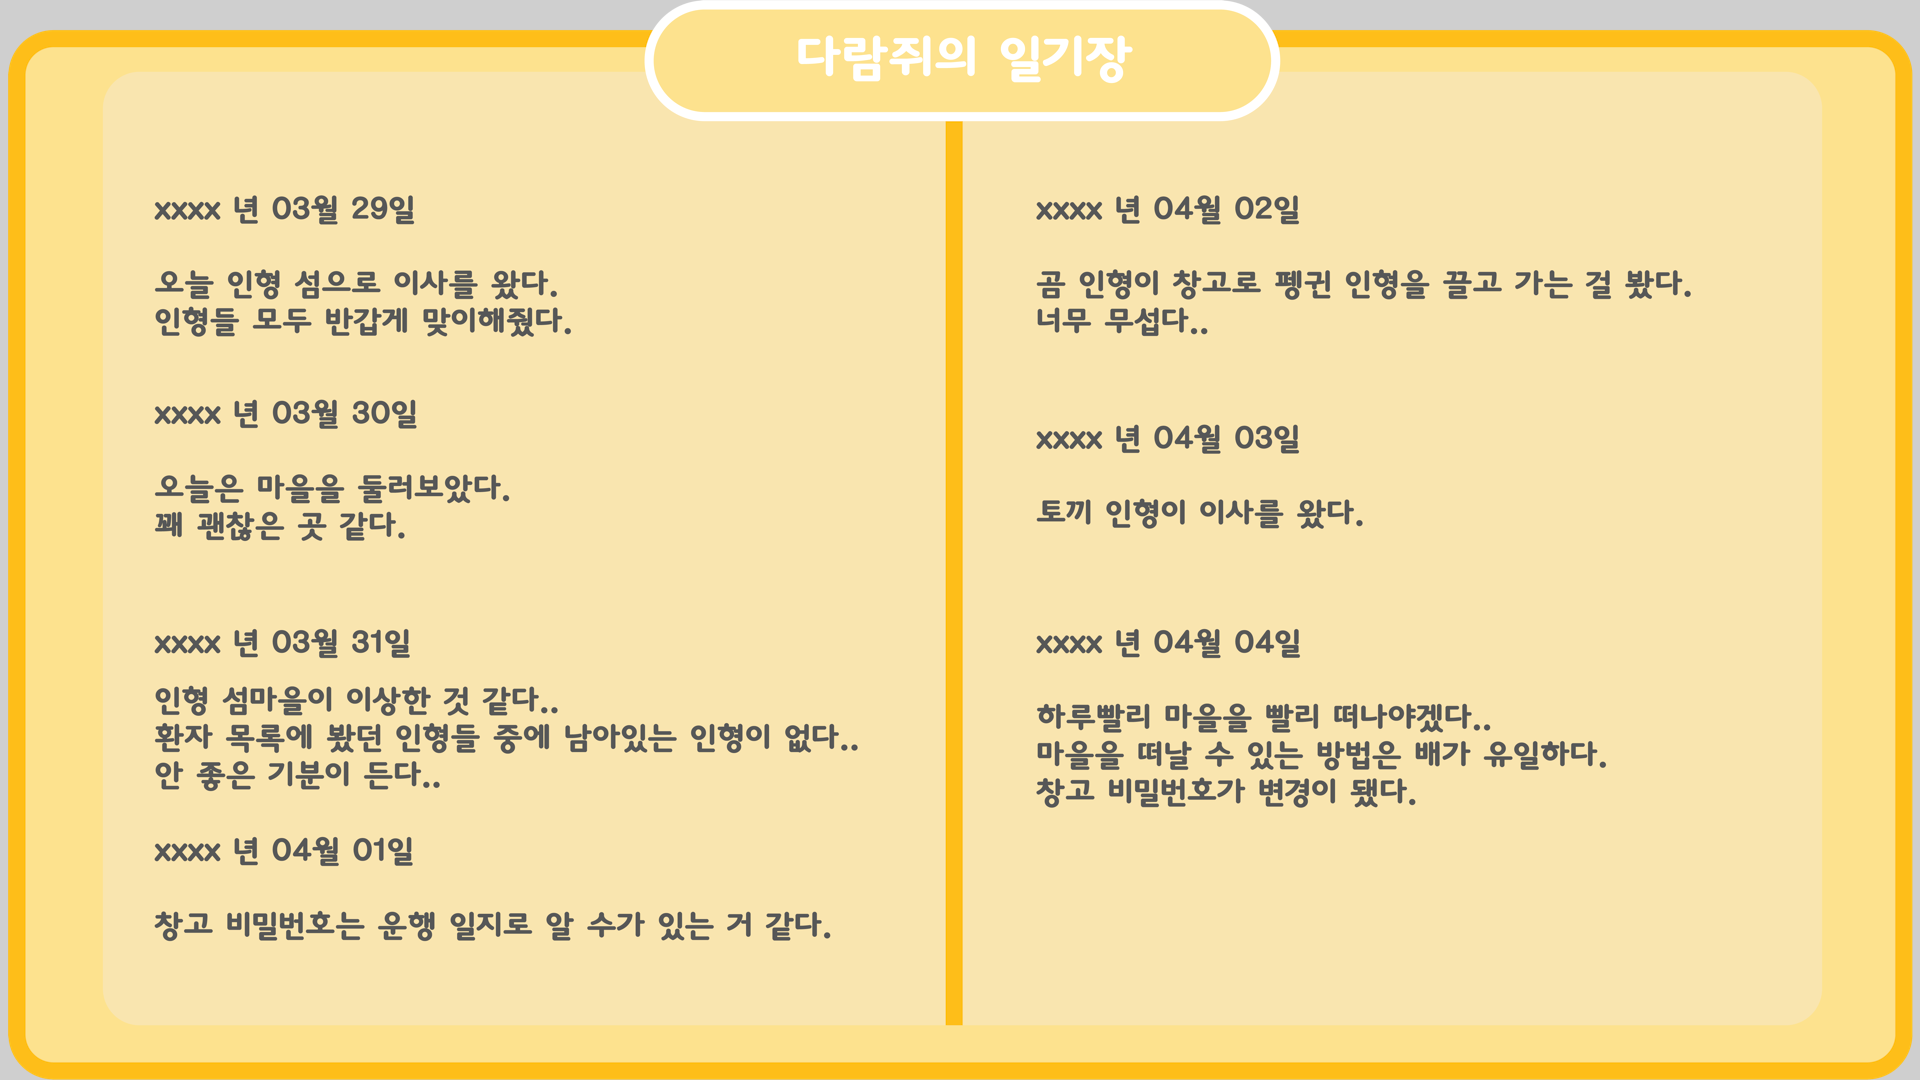 다람쥐의 일기장
xxxx 년 03월 29일
오늘 인형 섬으로 이사를 왔다.
인형들 모두 반갑게 맞이해줬다.
xxxx 년 03월 30일
오늘은 마을을 둘러보았다.
꽤 괜찮은 곳 같다.
xxxx 년 03월 31일
인형 섬마을이 이상한 것 같다..
환자 목록에 봤던 인형들 중에 남아있는 인형이 없다..
안 좋은 기분이 든다..
xxxx 년 04월 01일
창고 비밀번호는 운행 일지로 알 수가 있는 거 같다.
xxxx 년 04월 02일
곰 인형이 창고로 펭귄 인형을 끌고 가는 걸 봤다.
너무 무섭다..
xxxx 년 04월 03일
토끼 인형이 이사를 왔다.
xxxx 년 04월 04일
하루빨리 마을을 빨리 떠나야겠다..
마을을 떠날 수 있는 방법은 배가 유일하다.
창고 비밀번호가 변경이 됐다.